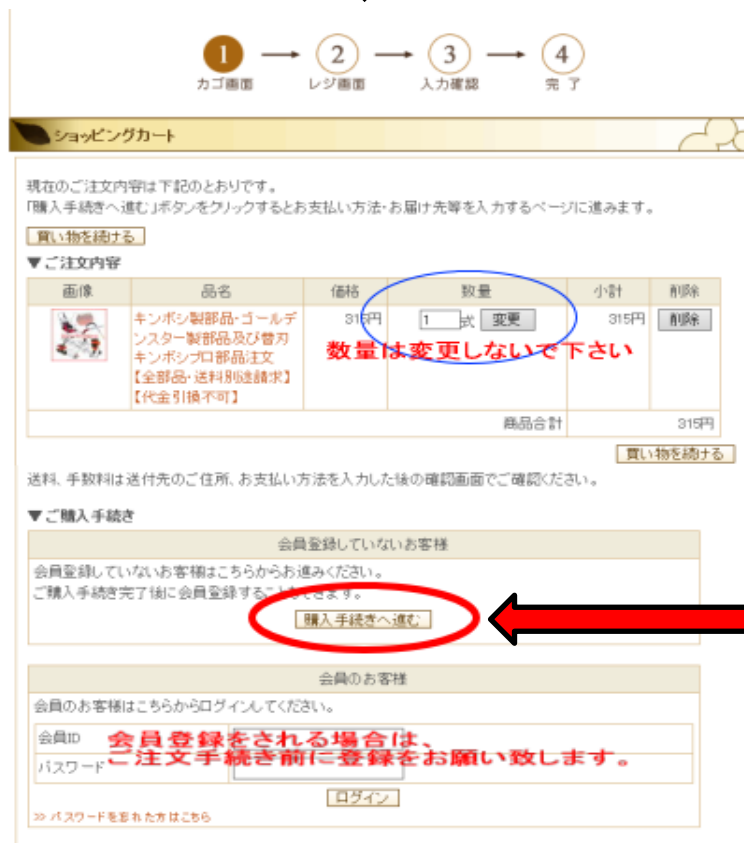 1 → 2 → 3 → 4
カゴ画面 レジ画面 入力確認 完了
ショッピングカート
現在のご注文内容は下記のとおりです。
「購入手続きへ進む」ボタンをクリックするとお支払い方法・お届け先等を入力するページに進みます。
買い物を続ける
▼ご注文内容
画像 品名 価格 数量 小計 削除
キンボシ製部品・ゴールデ 315円 1 式 変更 315円 削除
ンスター製部品及び替刃
数量は変更しないで下さい
キンボシプロ部品注文
【全部品・送料別途請求】
【代金引換不可】
商品合計 315円
買い物を続ける
送料、手数料は送付先のご住所、お支払い方法を入力した後の確認画面でご確認ください。
▼ご購入手続き
会員登録していないお客様
会員登録していないお客様はこちらからお進みください。
ご購入手続き完了後に会員登録することもできます。
購入手続きへ進む
会員のお客様
会員のお客様はこちらからログインしてください。
会員ID
会員登録をされる場合は、
パスワード
ご注文手続き前に登録をお願い致します。
ログイン
>> パスワードを忘れた方はこちら